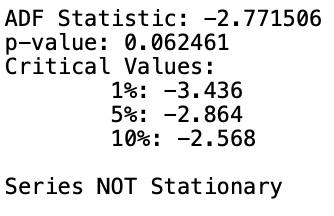 ADF Statistic: -2.771506
p-value: 0.062461
Critical Values:
1%: -3.436
5%: -2.864
10%: -2.568
Series NOT Stationary